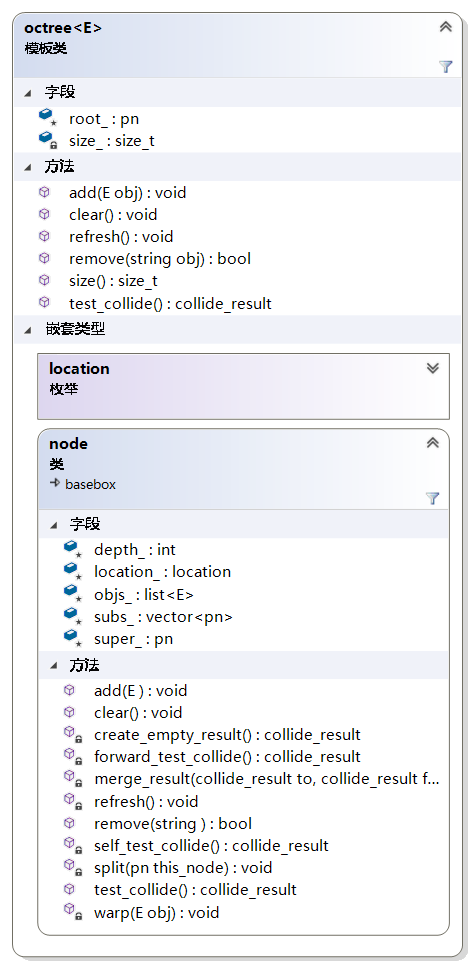 octree<E>
模板类
字段
root_ : pn
size_ : size_t
方法
add(E obj) : void
clear() : void
refresh() : void
remove(string obj) : bool
size() : size_t
test_collide() : collide_result
嵌套类型
location
枚举
node
类
basebox
字段
depth_ : int
location_ : location
objs_ : list<E>
subs_ : vector<pn>
super_ : pn
方法
add(E ) : void
clear() : void
create_empty_result() : collide_result
forward_test_collide() : collide_result
merge_result(collide_result to, collide_result f...
refresh() : void
remove(string ) : bool
self_test_collide() : collide_result
split(pn this_node) : void
test_collide() : collide_result
warp(E obj) : void